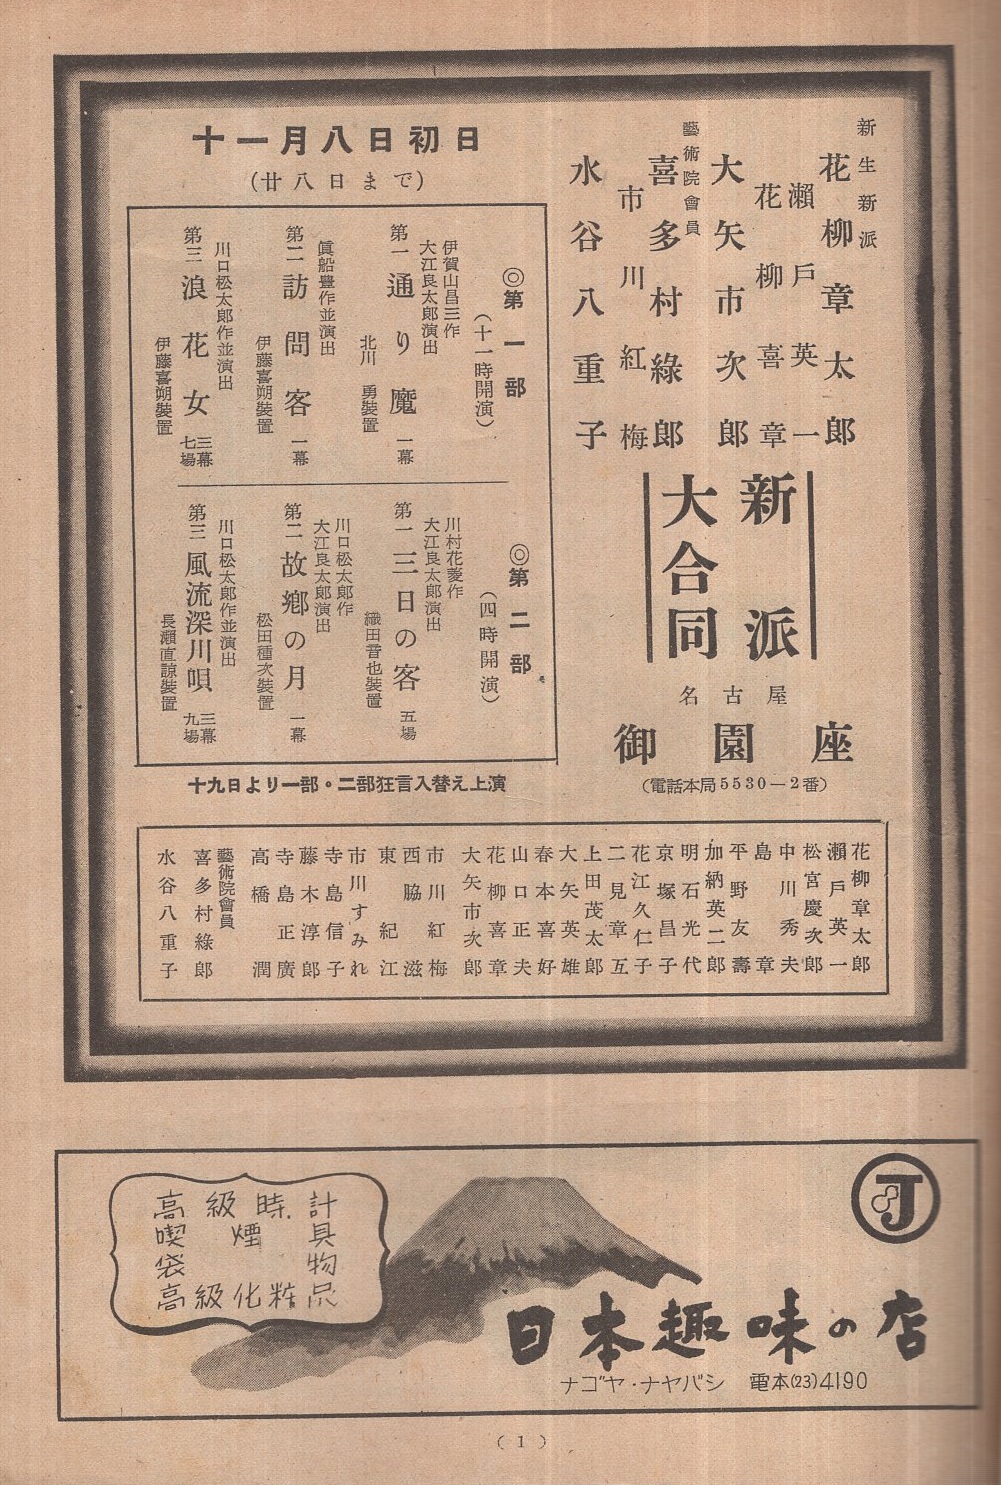 新生新派
花柳章太郎
瀨戸英一
花柳喜章
大矢市次郎
藝術院會員
喜多村綠郎
市川紅梅
水谷八重子
新派
大合同
名古屋
御園座
(電話本局5530―2番)
十一月八日初日
(廿八日まで)
◎第一部
(十一時開演)
伊賀山昌三作
大江良太郎演出
第一 通り魔 一幕
北川勇裝置
眞船豐作並演出
第二 訪問客 一幕
伊藤喜朔裝置
川口松太郎作並演出
第三 浪花女 三幕七場
伊藤喜朔裝置
◎第二部
(四時開演)
川村花菱作
大江良太郎演出
第一 三日の客 五場
織田音也裝置
川口松太郎作
大江良太郎演出
第二 故鄕の月 一幕
松田種次裝置
川口松太郎作並演出
第三 風流深川唄 三幕九場
長瀬直諒裝置
十九日より一部・二部狂言入替え上演
花柳章太郎
瀨戸英一
松宮慶次郎
中川秀夫
島章
平野友壽
加納英二郎
明石光代
京塚昌子
花江久仁子
二見章互
上田茂太郎
大矢英雄
春本喜好
山口正夫
花柳喜章
大矢市次郎
市川紅梅
西脇滋
東紀江
市川すみれ
寺島信子
藤木淳郎
寺島正廣
高橋潤
藝術院會員
喜多村綠郎
水谷八重子
J
高級時計
喫煙具
袋物
高級化粧品
日本趣味の店
ナゴヤ・ナヤバシ 電本(23)4190
(1)